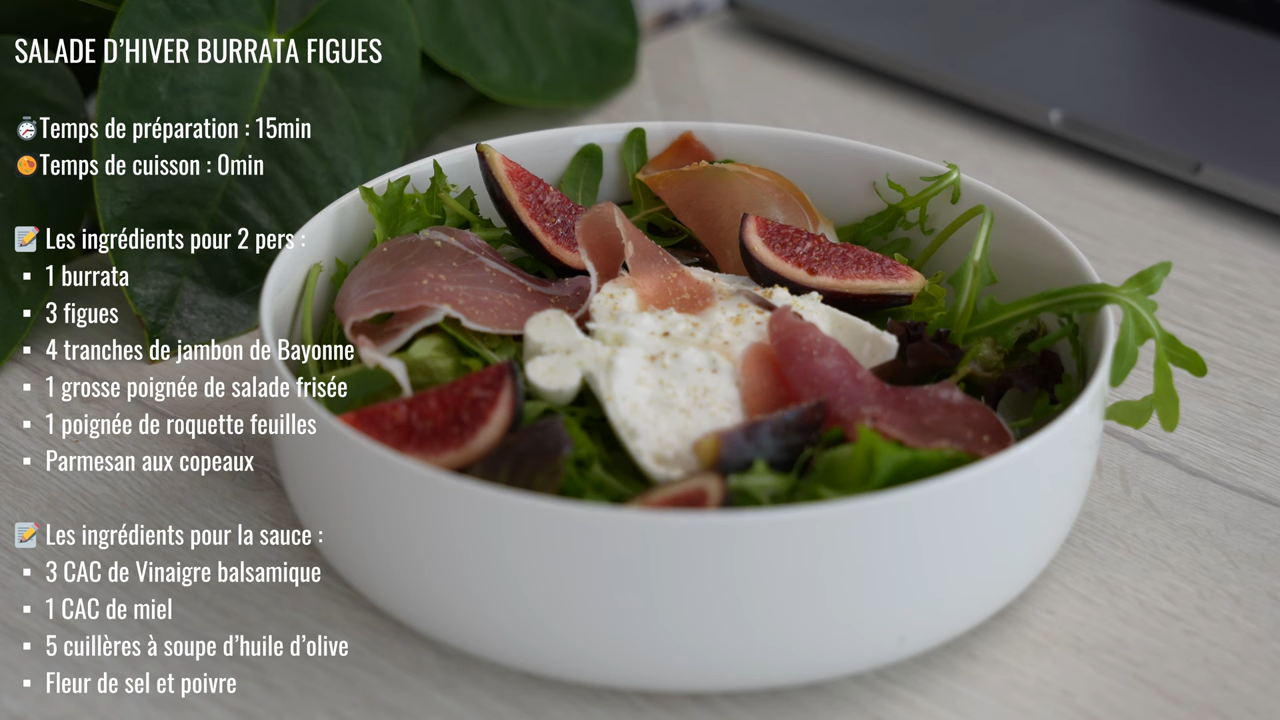 SALADE D’HIVER BURRATA FIGUES
⏱Temps de préparation : 15min
🍳Temps de cuisson : 0min
📝 Les ingrédients pour 2 pers :
▪ 1 burrata
▪ 3 figues
▪ 4 tranches de jambon de Bayonne
▪ 1 grosse poignée de salade frisée
▪ 1 poignée de roquette feuilles
▪ Parmesan aux copeaux
📝 Les ingrédients pour la sauce :
▪ 3 CAC de Vinaigre balsamique
▪ 1 CAC de miel
▪ 5 cuillères à soupe d’huile d’olive
▪ Fleur de sel et poivre